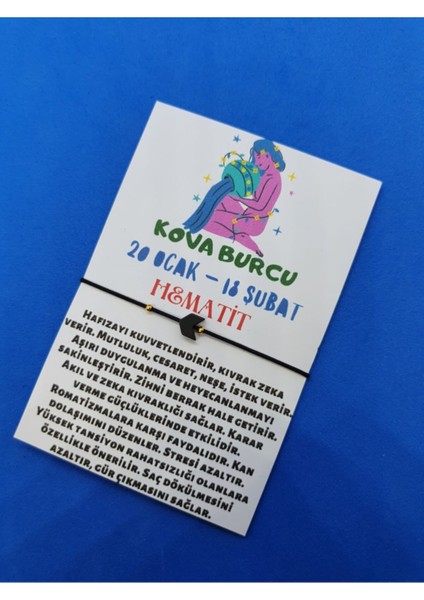 KOVA BURCU
20 OCAK – 18 ŞUBAT
HEMATİT
HAFIZAYI KUVVETLENDİRİR, KIVRAK ZEKA
VERİR. MUTLULUK, CESARET, NEŞE, İSTEK VERİR.
AŞIRI DUYGULANMA VE HEYECANLANMAYI
SAKİNLEŞTİRİR. ZİHNİ BERRAK HALE GETİRİR.
AKIL VE ZEKA KIVRAKLIĞI SAĞLAR. KARAR
VERME GÜÇLÜKLERİNDE ETKİLİDİR.
ROMATİZMALARA KARŞI FAYDALIDIR. KAN
DOLAŞIMINI DÜZENLER. STRESİ AZALTIR.
YÜKSEK TANSİYON RAHATSIZLIĞI OLANLARA
ÖZELLİKLE ÖNERİLİR. SAÇ DÖKÜLMESİNİ
AZALTIR, GÜR ÇIKMASINI SAĞLAR.